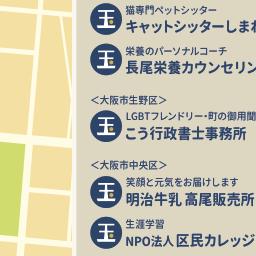 猫専門ペットシッター
玉 キャットシッターしまね
栄養のパーソナルコーチ
玉 長尾栄養カウンセリン
<大阪市生野区>
LGBTフレンドリー・町の御用聞
玉 こう行政書士事務所
<大阪市中央区>
笑顔と元気をお届けします
玉 明治牛乳 高尾販売所
生涯学習
玉 NPO法人 区民カレッジ